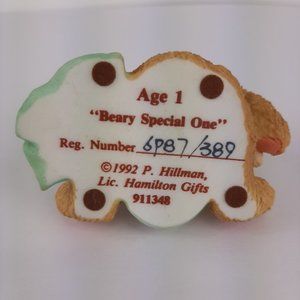 Age 1
"Beary Special One"
Reg. Number 6P87/389
©1992 P. Hillman,
Lic. Hamilton Gifts
911348